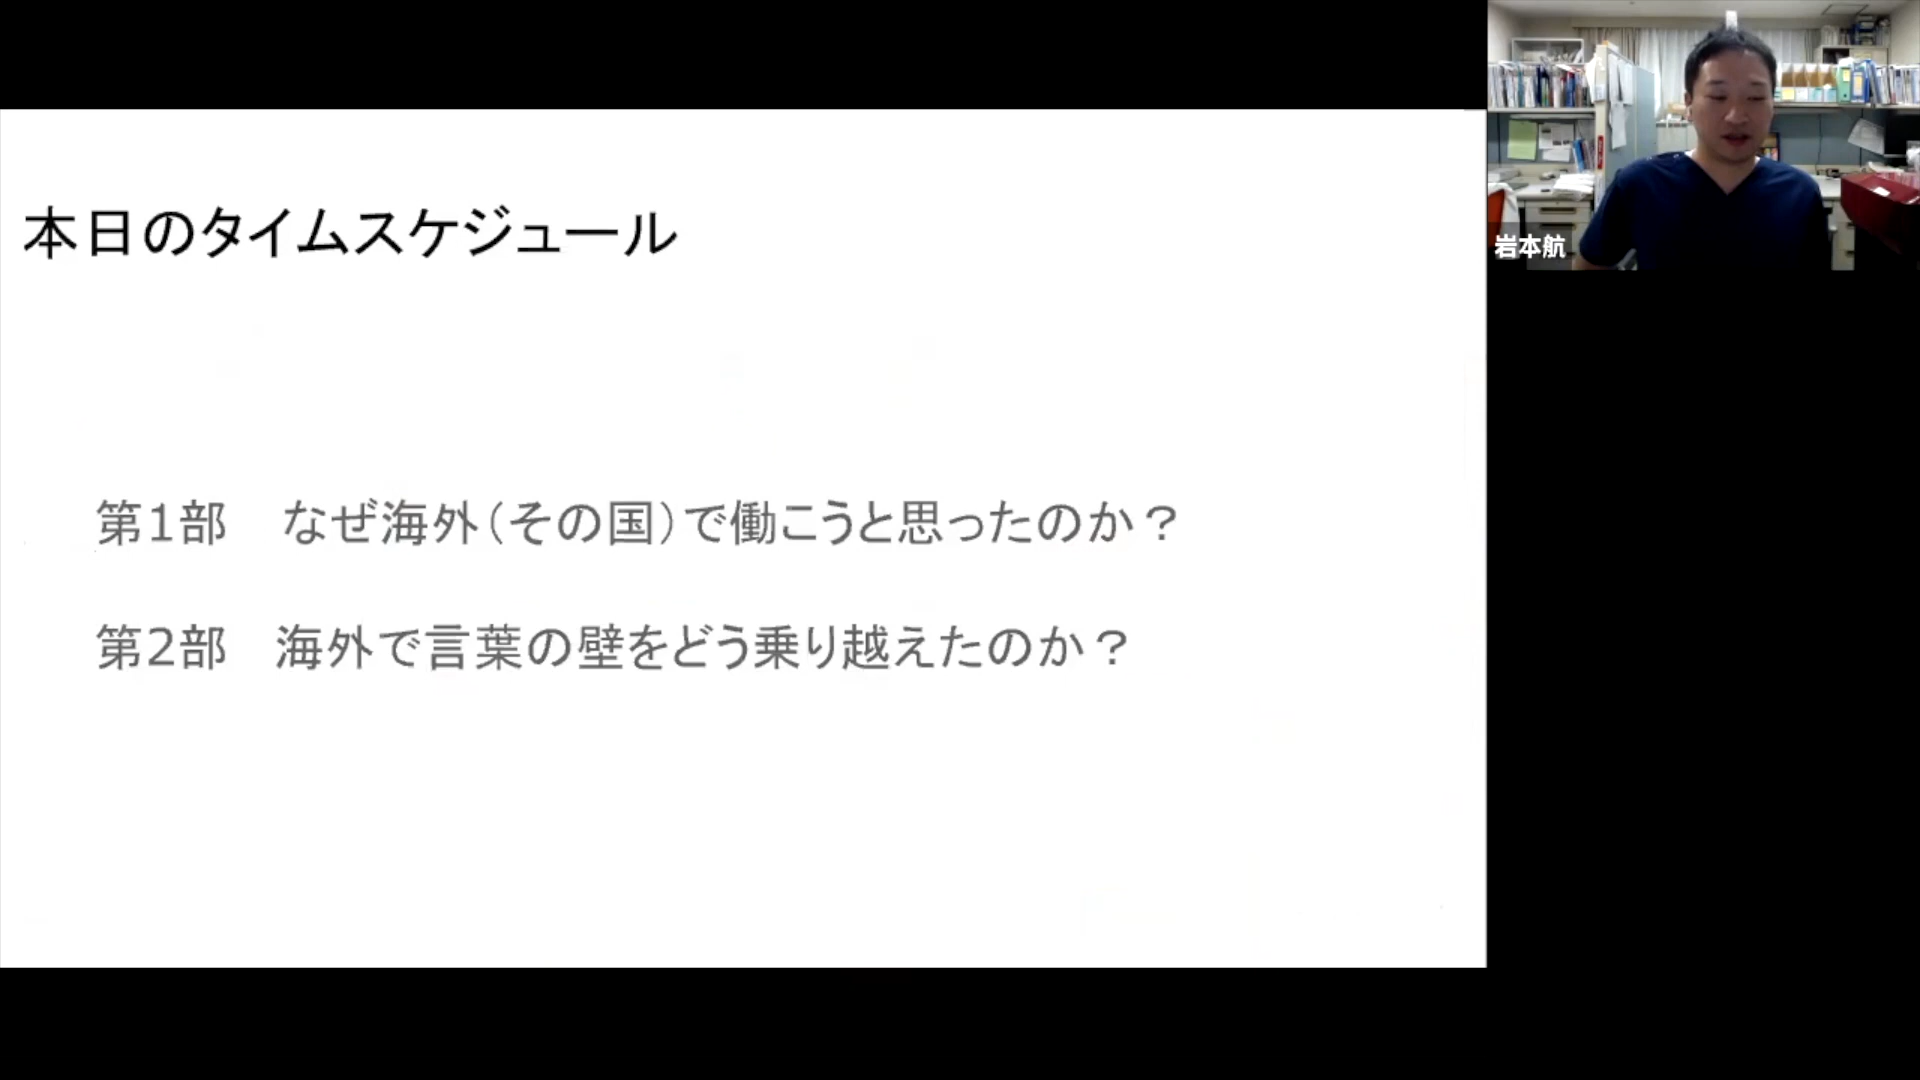 本日のタイムスケジュール
第1部　なぜ海外(その国)で働こうと思ったのか？
第2部　海外で言葉の壁をどう乗り越えたのか？
岩本航